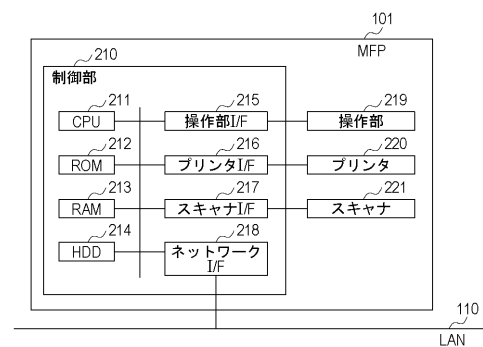 101
MFP
210
制御部
211
CPU
215
操作部I/F
219
操作部
212
ROM
216
プリンタI/F
220
プリンタ
213
RAM
217
スキャナI/F
221
スキャナ
214
HDD
218
ネットワーク
I/F
110
LAN